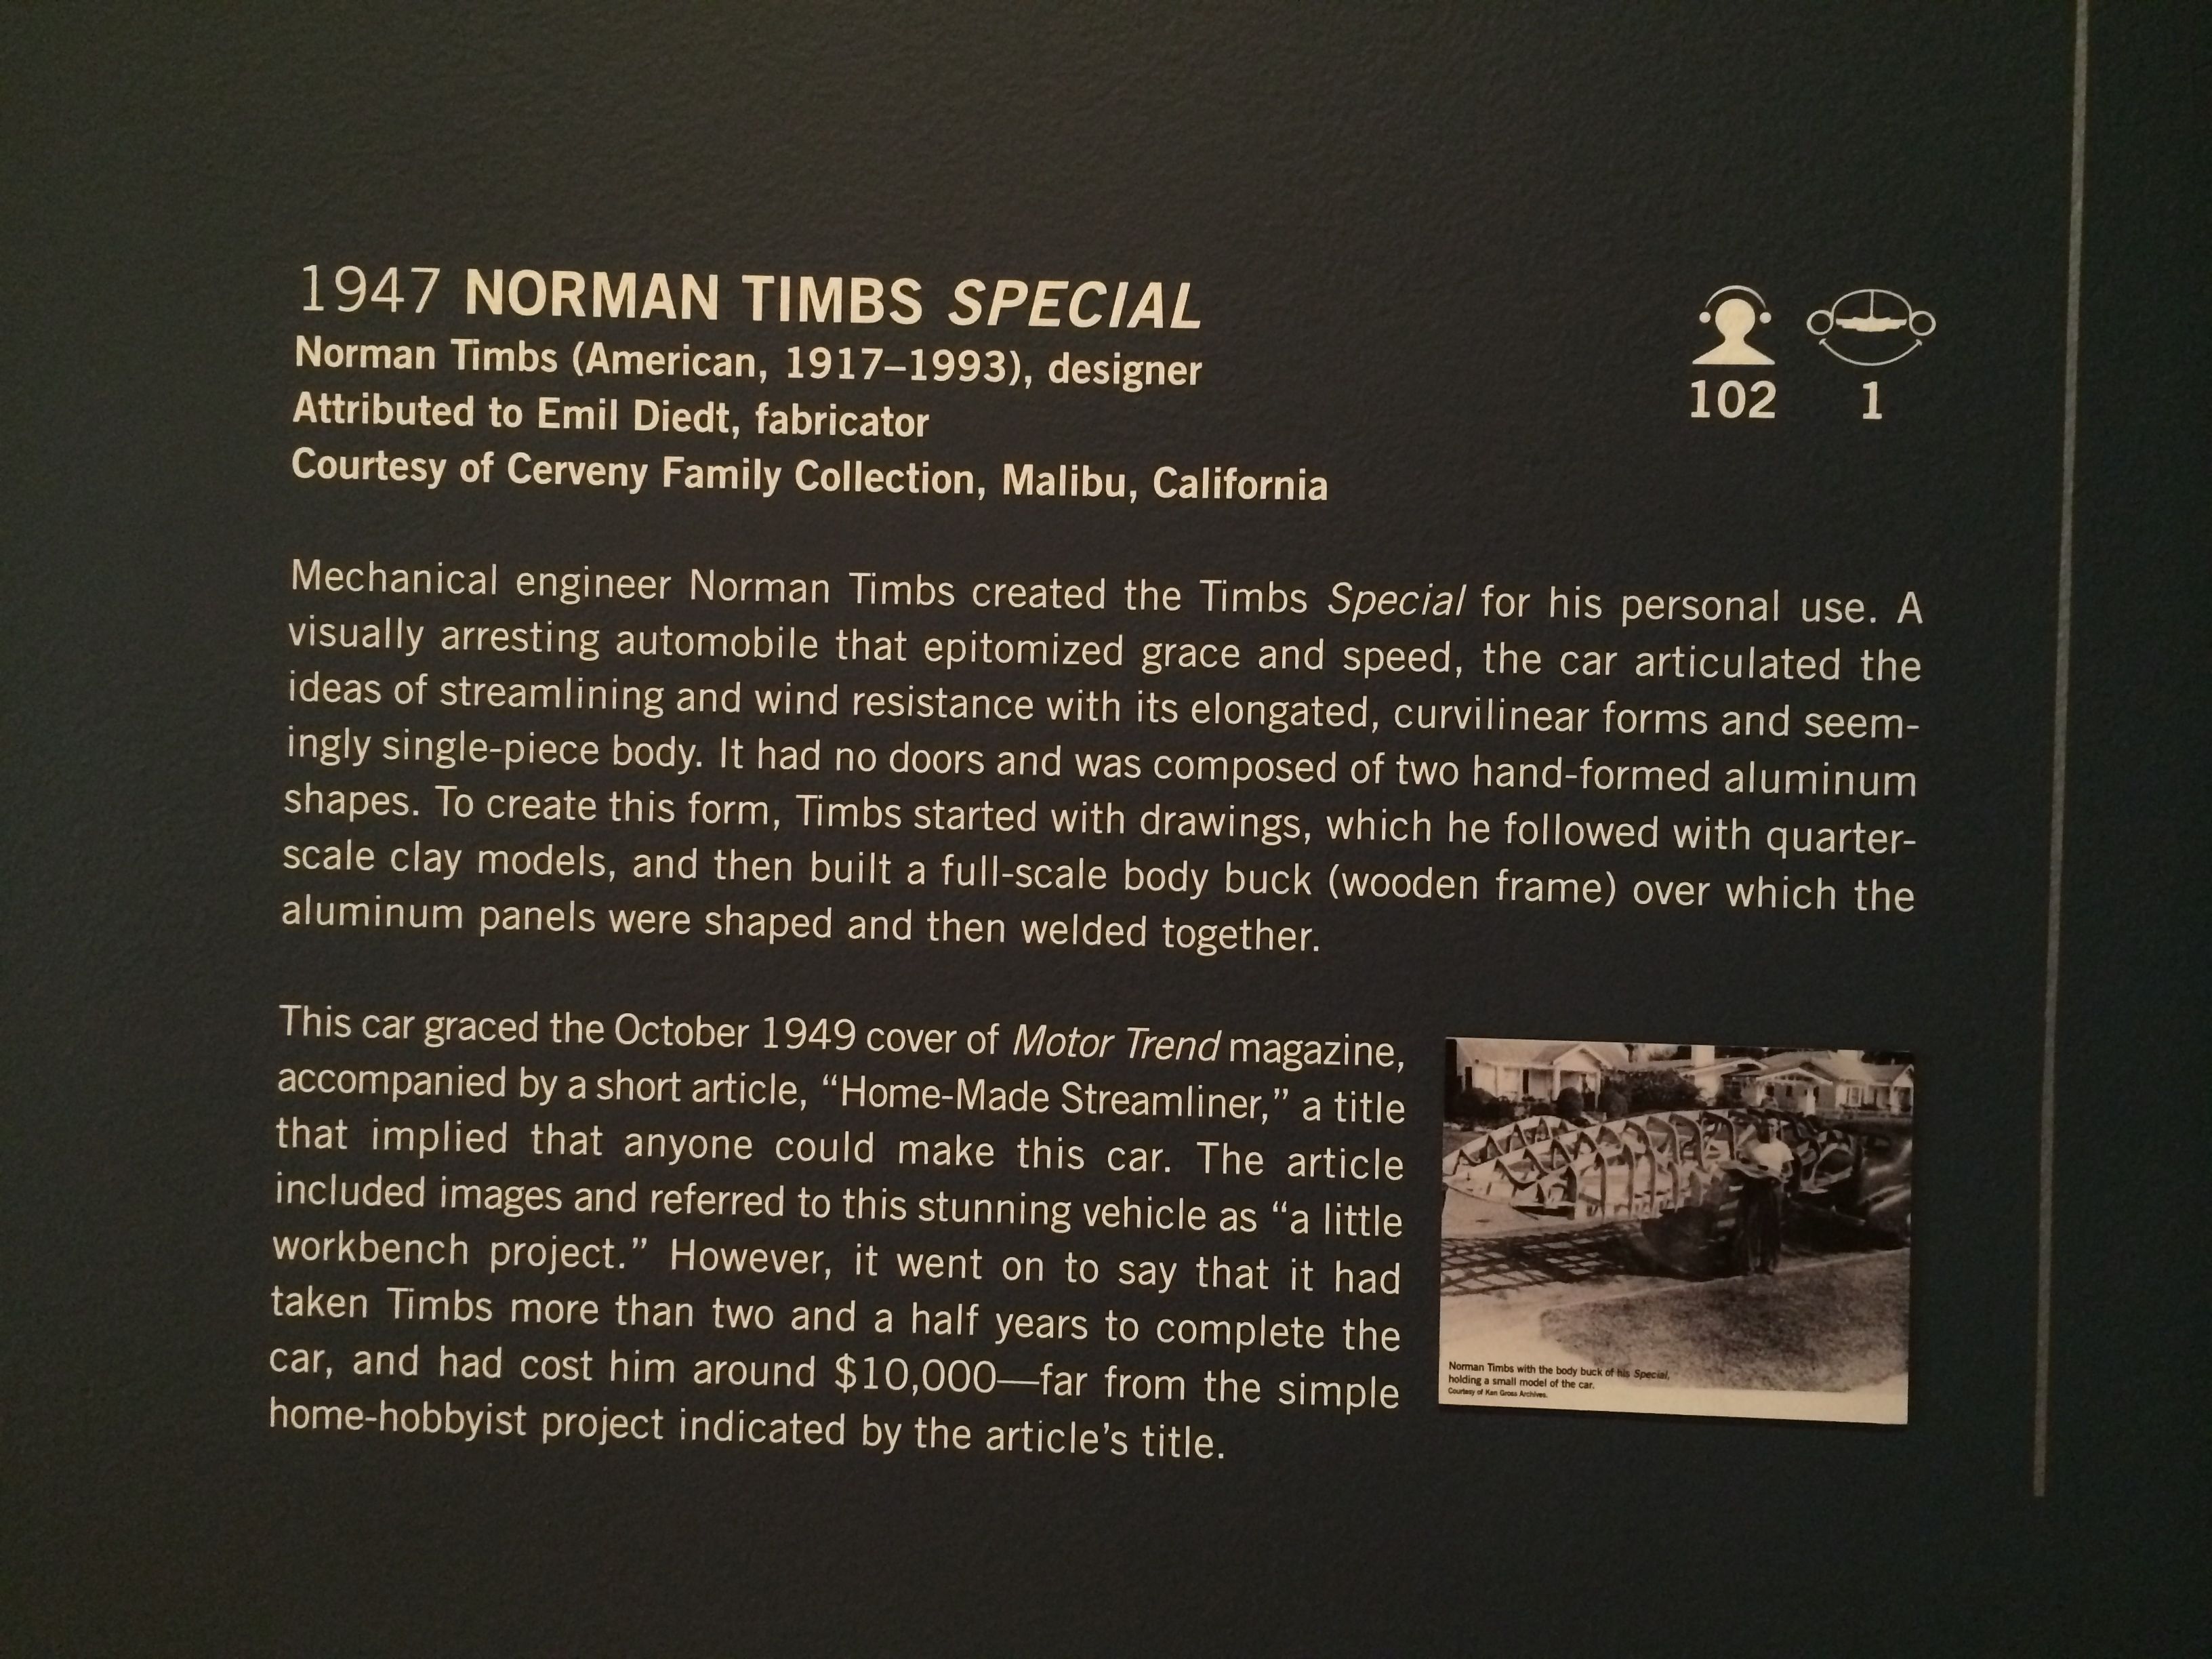 1947 NORMAN TIMBS SPECIAL
Norman Timbs (American, 1917–1993), designer
Attributed to Emil Diedt, fabricator
Courtesy of Cerveny Family Collection, Malibu, California
102 1
Mechanical engineer Norman Timbs created the Timbs Special for his personal use. A
visually arresting automobile that epitomized grace and speed, the car articulated the
ideas of streamlining and wind resistance with its elongated, curvilinear forms and seem-
ingly single-piece body. It had no doors and was composed of two hand-formed aluminum
shapes. To create this form, Timbs started with drawings, which he followed with quarter-
scale clay models, and then built a full-scale body buck (wooden frame) over which the
aluminum panels were shaped and then welded together.
This car graced the October 1949 cover of Motor Trend magazine,
accompanied by a short article, “Home-Made Streamliner,” a title
that implied that anyone could make this car. The article
included images and referred to this stunning vehicle as “a little
workbench project.” However, it went on to say that it had
taken Timbs more than two and a half years to complete the
car, and had cost him around $10,000—far from the simple
home-hobbyist project indicated by the article’s title.
Norman Timbs with the body buck of his Special,
holding a small model of the car.
Courtesy of Ken Gross Archives.